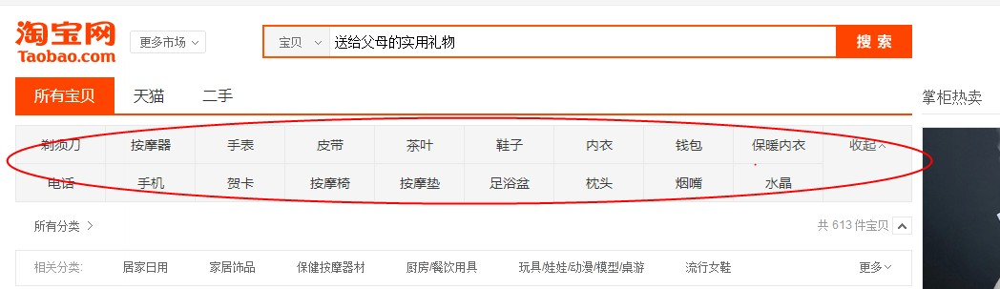 淘宝网
Taobao.com
更多市场
宝贝 送给父母的实用礼物 搜索
所有宝贝 天猫 二手
掌柜热卖
剃须刀 按摩器 手表 皮带 茶叶 鞋子 内衣 钱包 保暖内衣 收起
电话 手机 贺卡 按摩椅 按摩垫 足浴盆 枕头 烟嘴 水晶
所有分类 共 613 件宝贝
相关分类: 居家日用 家居饰品 保健按摩器材 厨房/餐饮用具 玩具/娃娃/动漫/模型/桌游 流行女鞋 更多